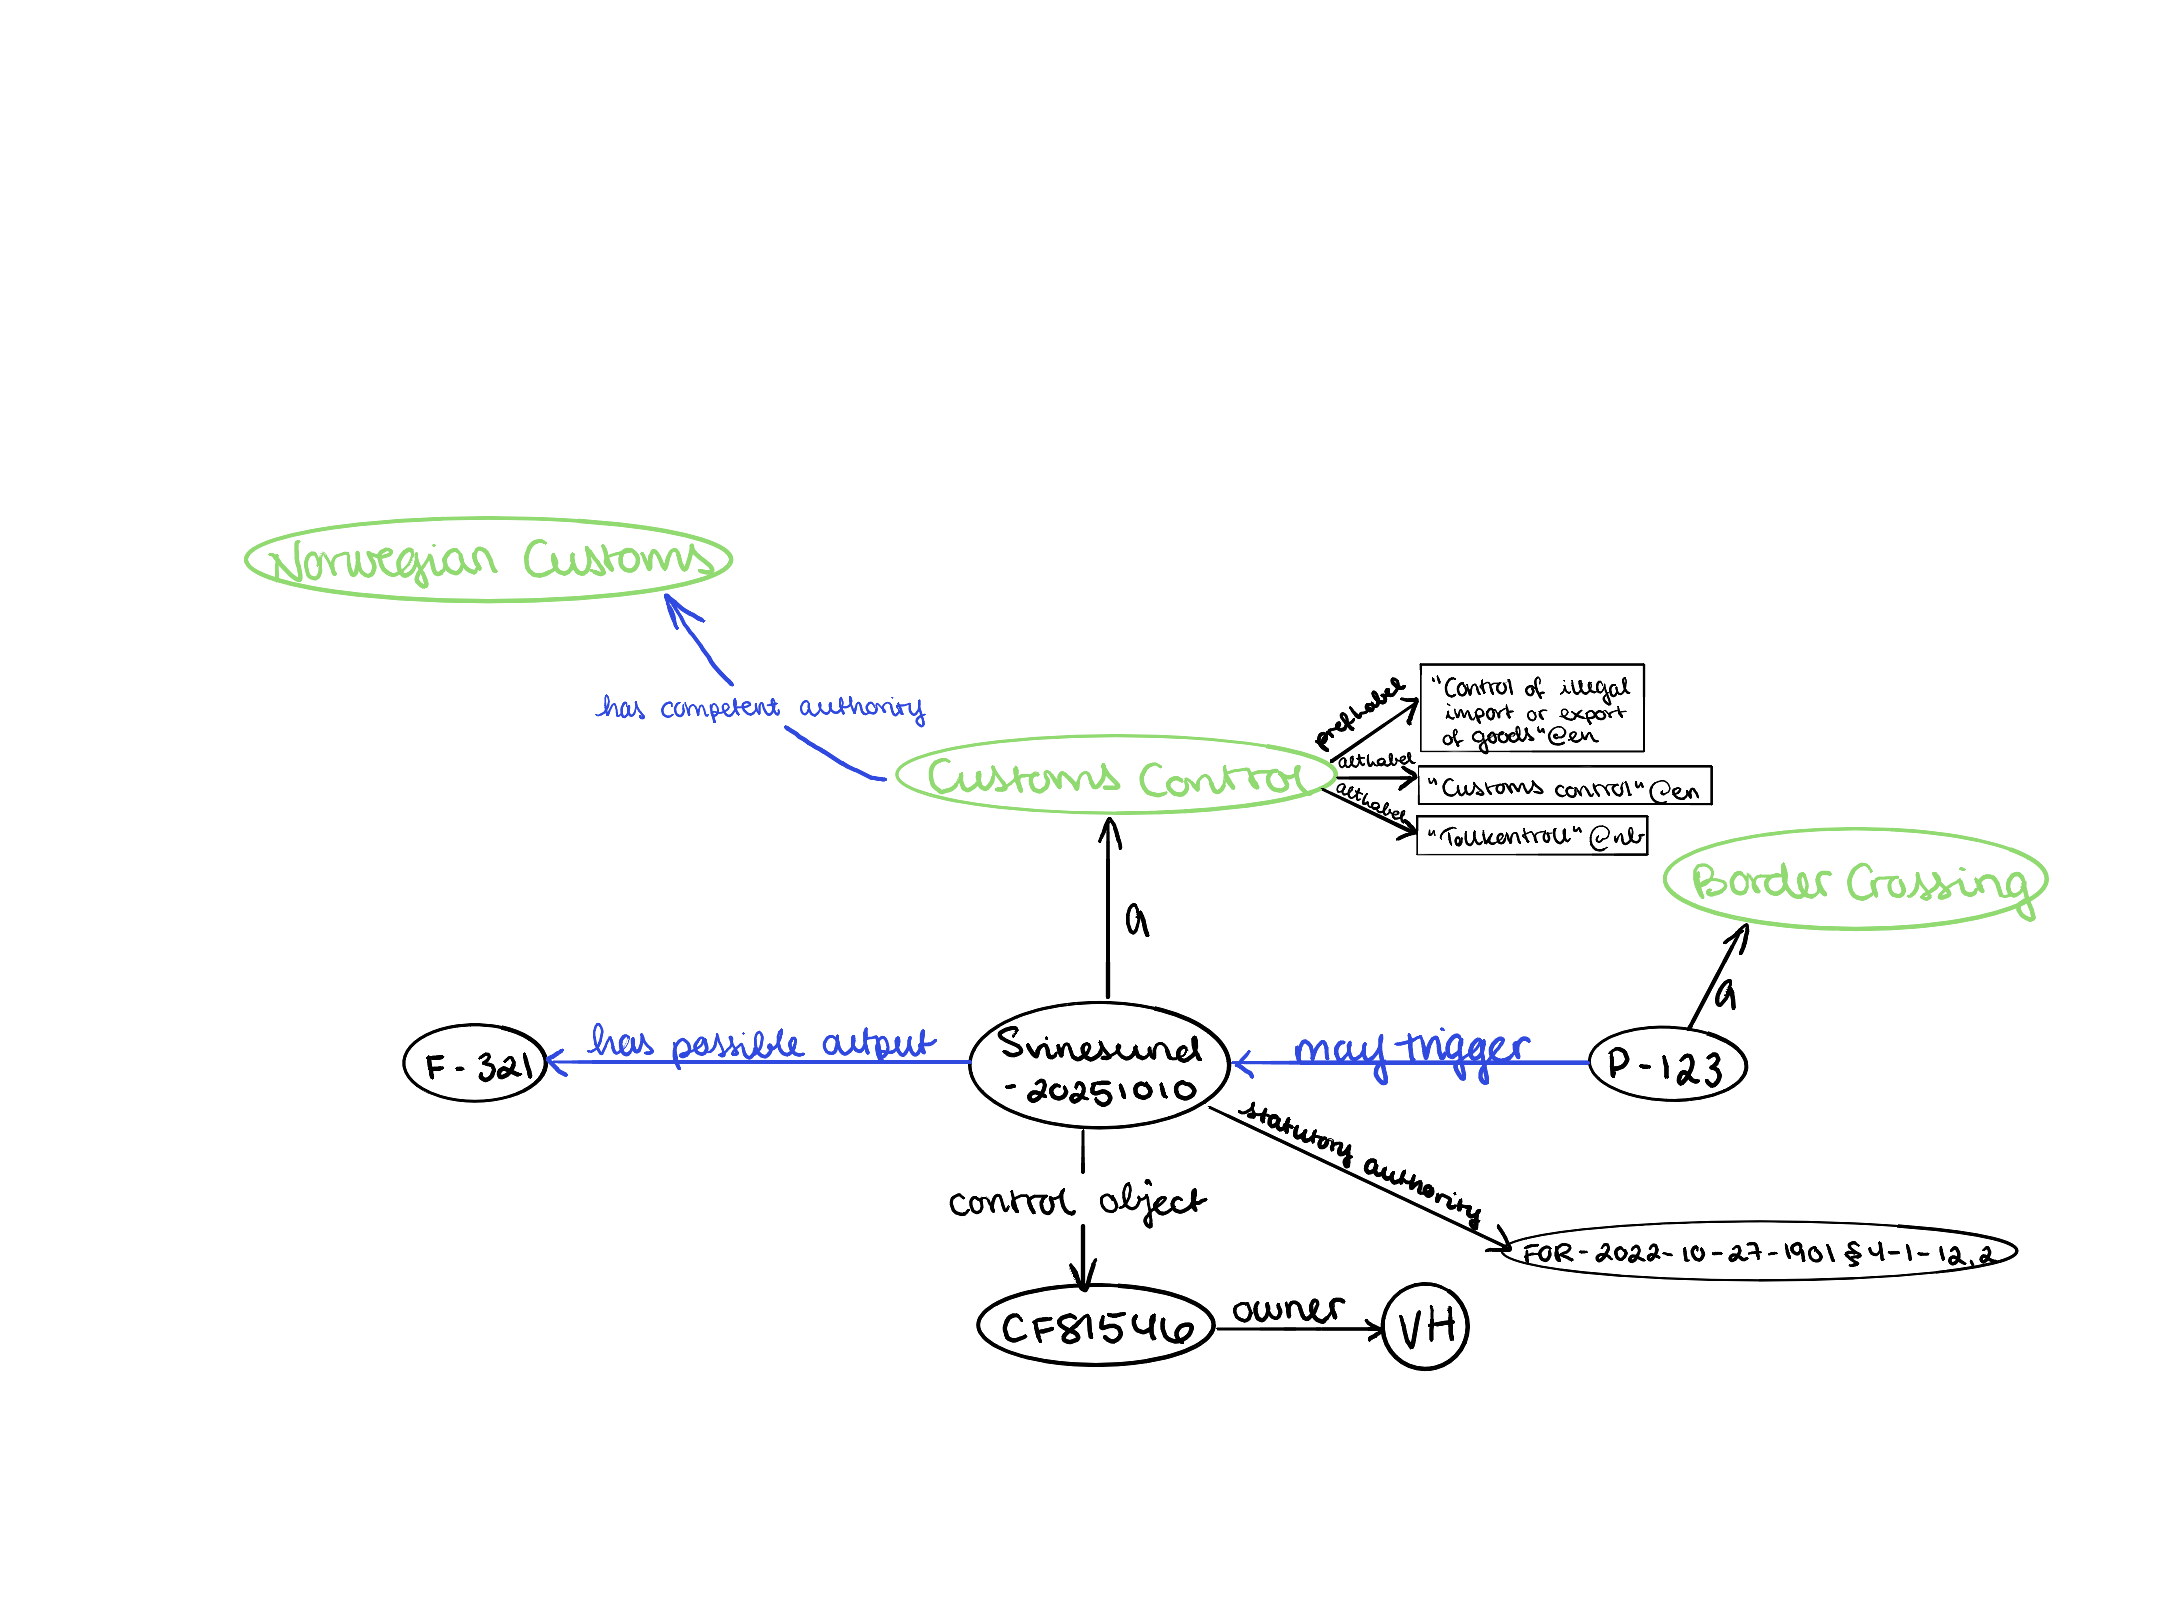 Norwegian Customs
has competent authority
prefLabel
"Control of illegal
import or export
of goods"@en
Customs Control
altLabel
"Customs control"@en
altLabel
"Tollkontroll"@nb
Border Crossing
a
a
F-321
has possible output
Svinesund
-20251010
may trigger
P-123
statutory authority
control object
FOR-2022-10-27-1901 § 4-1-12,2
CF81546
owner
VH